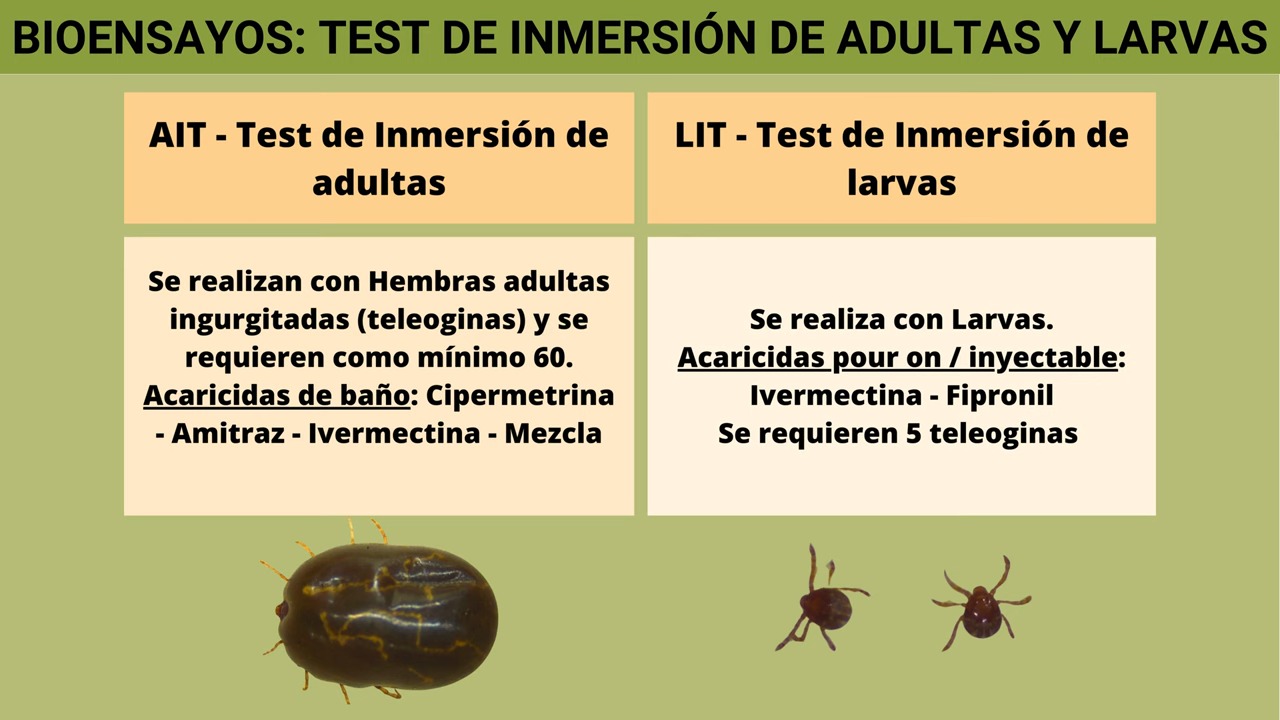 BIOENSAYOS: TEST DE INMERSIÓN DE ADULTAS Y LARVAS
AIT - Test de Inmersión de
adultas
Se realizan con Hembras adultas
ingurgitadas (teleoginas) y se
requieren como mínimo 60.
Acaricidas de baño: Cipermetrina
- Amitraz - Ivermectina - Mezcla
LIT - Test de Inmersión de
larvas
Se realiza con Larvas.
Acaricidas pour on / inyectable:
Ivermectina - Fipronil
Se requieren 5 teleoginas